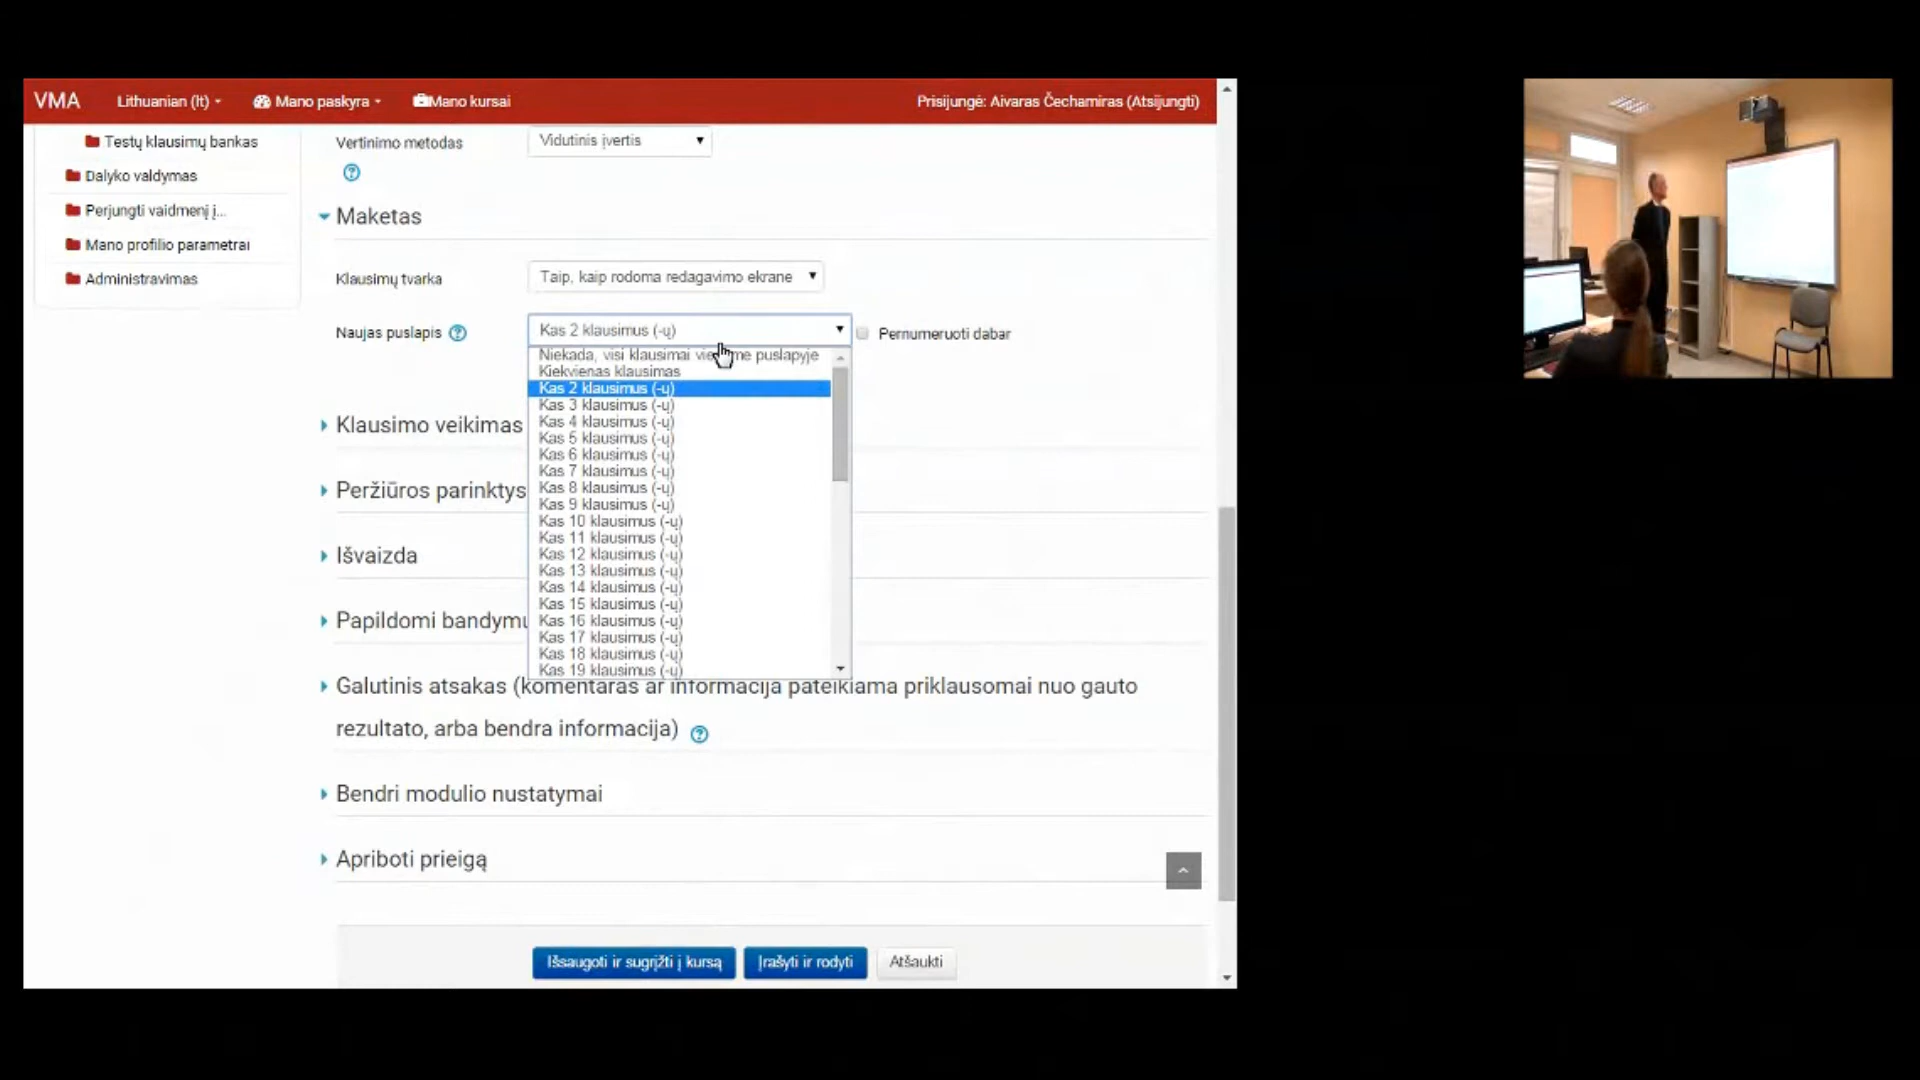 VMA Lithuanian (lt) Mano paskyra Mano kursai Prisijungė: Aivaras Čechamiras (Atsijungti)
Testų klausimų bankas
Dalyko valdymas
Perjungti vaidmenį į...
Mano profilio parametrai
Administravimas
Vertinimo metodas Vidutinis įvertis
Maketas
Klausimų tvarka Taip, kaip rodoma redagavimo ekrane
Naujas puslapis Kas 2 klausimus (-ų) Pernumeruoti dabar
Niekada, visi klausimai puslapyje
Kiekvienas klausimas
Kas 2 klausimus (-ų)
Kas 3 klausimus (-ų)
Kas 4 klausimus (-ų)
Kas 5 klausimus (-ų)
Kas 6 klausimus (-ų)
Kas 7 klausimus (-ų)
Kas 8 klausimus (-ų)
Kas 9 klausimus (-ų)
Kas 10 klausimus (-ų)
Kas 11 klausimus (-ų)
Kas 12 klausimus (-ų)
Kas 13 klausimus (-ų)
Kas 14 klausimus (-ų)
Kas 15 klausimus (-ų)
Kas 16 klausimus (-ų)
Kas 17 klausimus (-ų)
Kas 18 klausimus (-ų)
Kas 19 klausimus (-ų)
Klausimo veikimas
Peržiūros parinktys
Išvaizda
Papildomi bandymų
Galutinis atsakas (komentaras ar informacija pateikiama priklausomai nuo gauto
rezultato, arba bendra informacija)
Bendri modulio nustatymai
Apriboti prieigą
Išsaugoti ir sugrįžti į kursą Įrašyti ir rodyti Atšaukti